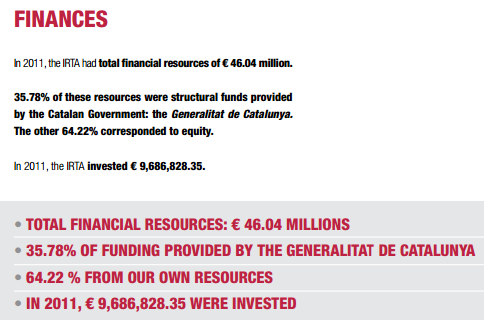 FINANCES
In 2011, the IRTA had total financial resources of € 46.04 million.
35.78% of these resources were structural funds provided
by the Catalan Government: the Generalitat de Catalunya.
The other 64.22% corresponded to equity.
In 2011, the IRTA invested € 9,686,828.35.
• TOTAL FINANCIAL RESOURCES: € 46.04 MILLIONS
• 35.78% OF FUNDING PROVIDED BY THE GENERALITAT DE CATALUNYA
• 64.22 % FROM OUR OWN RESOURCES
• IN 2011, € 9,686,828.35 WERE INVESTED